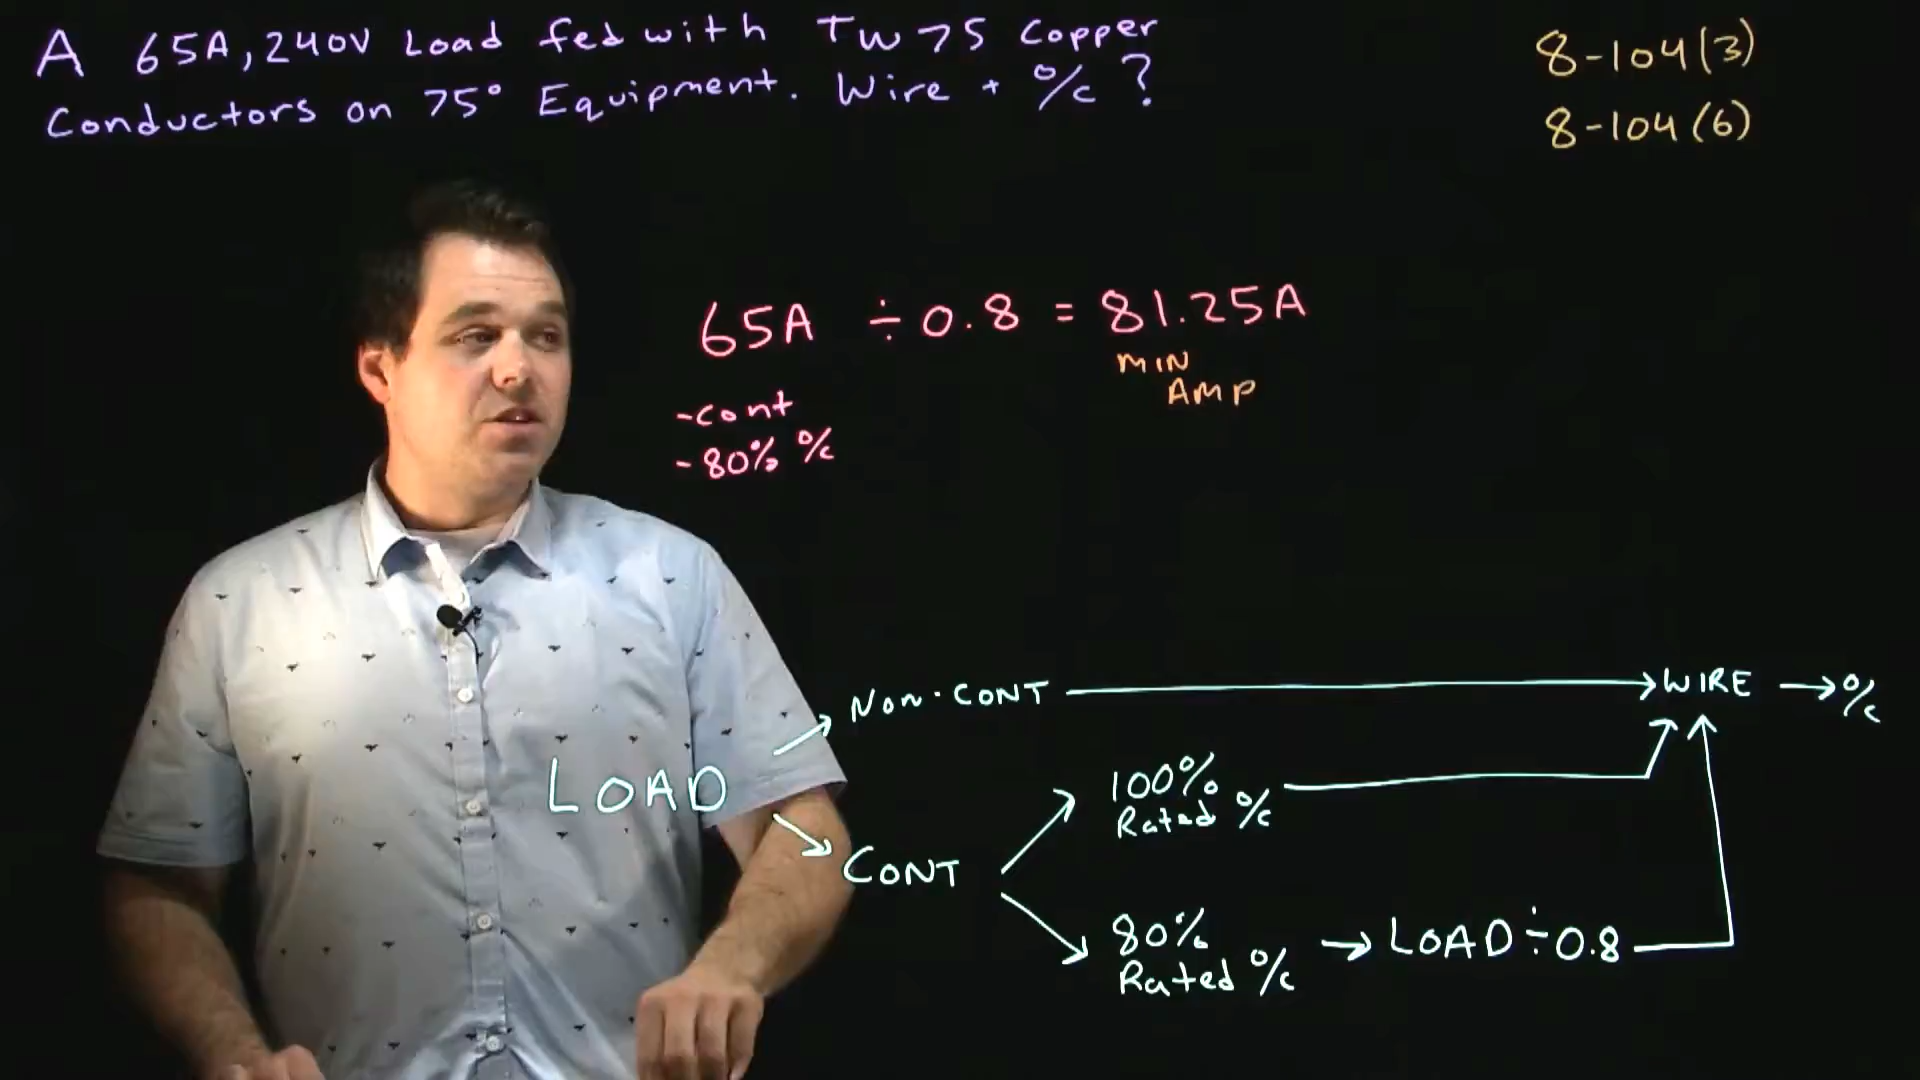 A 65A, 240V Load fed with TW75 Copper
Conductors on 75° Equipment. Wire + O/C ?
8-104(3)
8-104(6)
65A ÷ 0.8 = 81.25A
MIN
AMP
-cont
-80% O/C
LOAD
Non-CONT
WIRE
O/C
100%
Rated O/C
CONT
80%
Rated O/C
LOAD ÷ 0.8